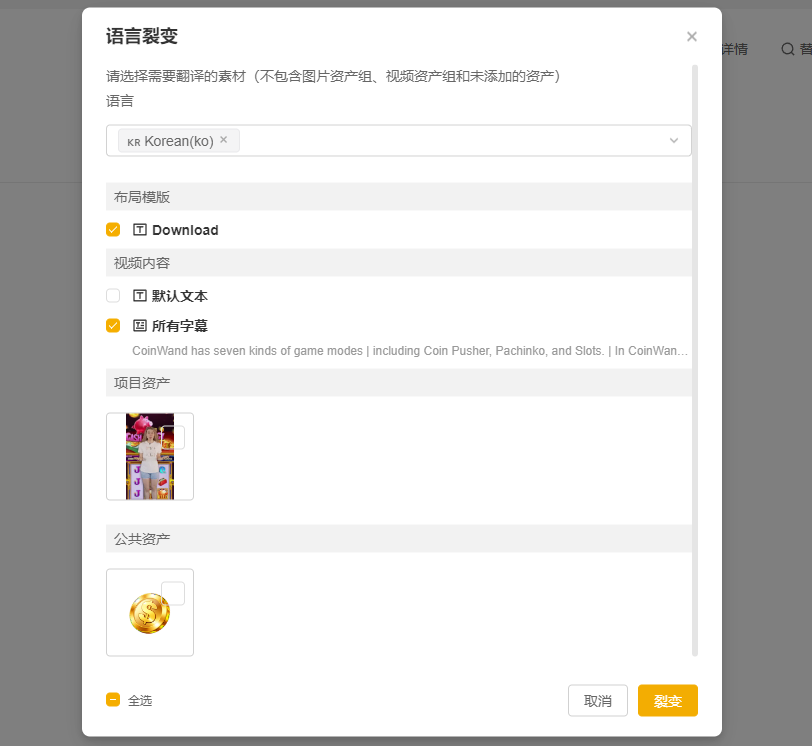 语言裂变
详情
替
请选择需要翻译的素材（不包含图片资产组、视频资产组和未添加的资产）
语言
KR Korean(ko)
布局模版
Download
视频内容
默认文本
所有字幕
CoinWand has seven kinds of game modes | including Coin Pusher, Pachinko, and Slots. | In CoinWan...
项目资产
公共资产
全选
取消
裂变